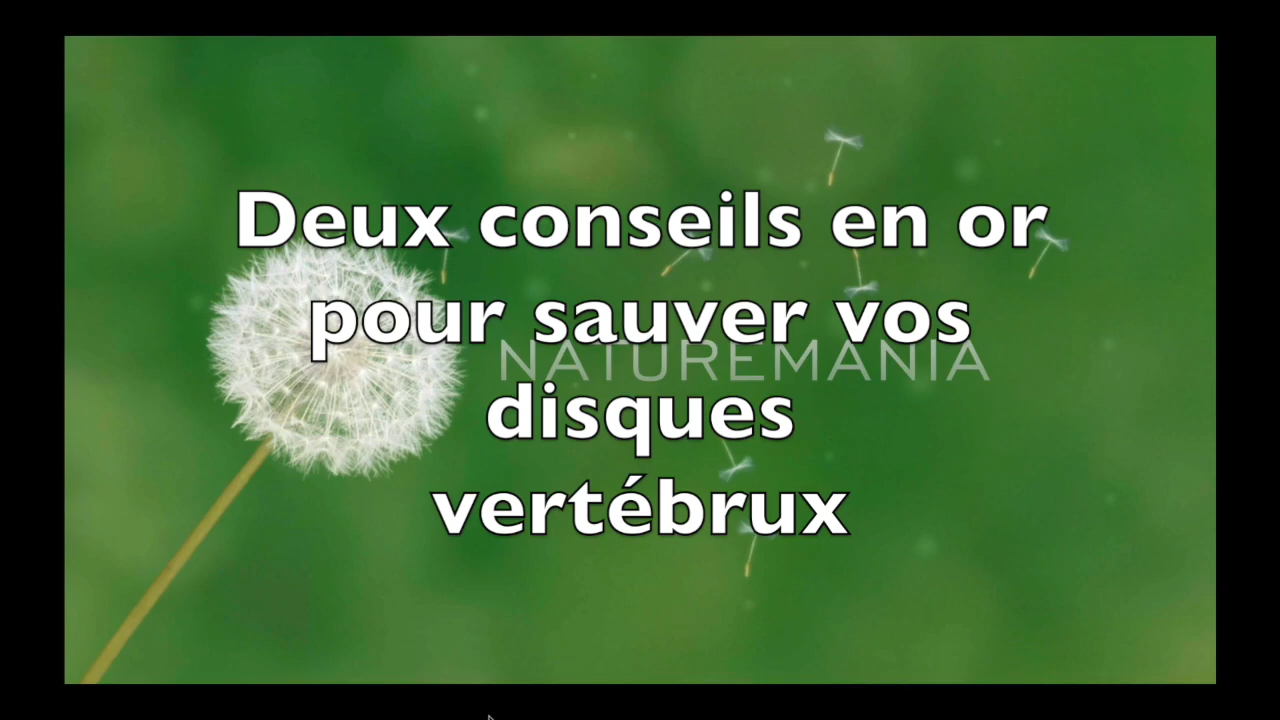 Deux conseils en or
pour sauver vos
NATUREMANIA
disques
vertébrux